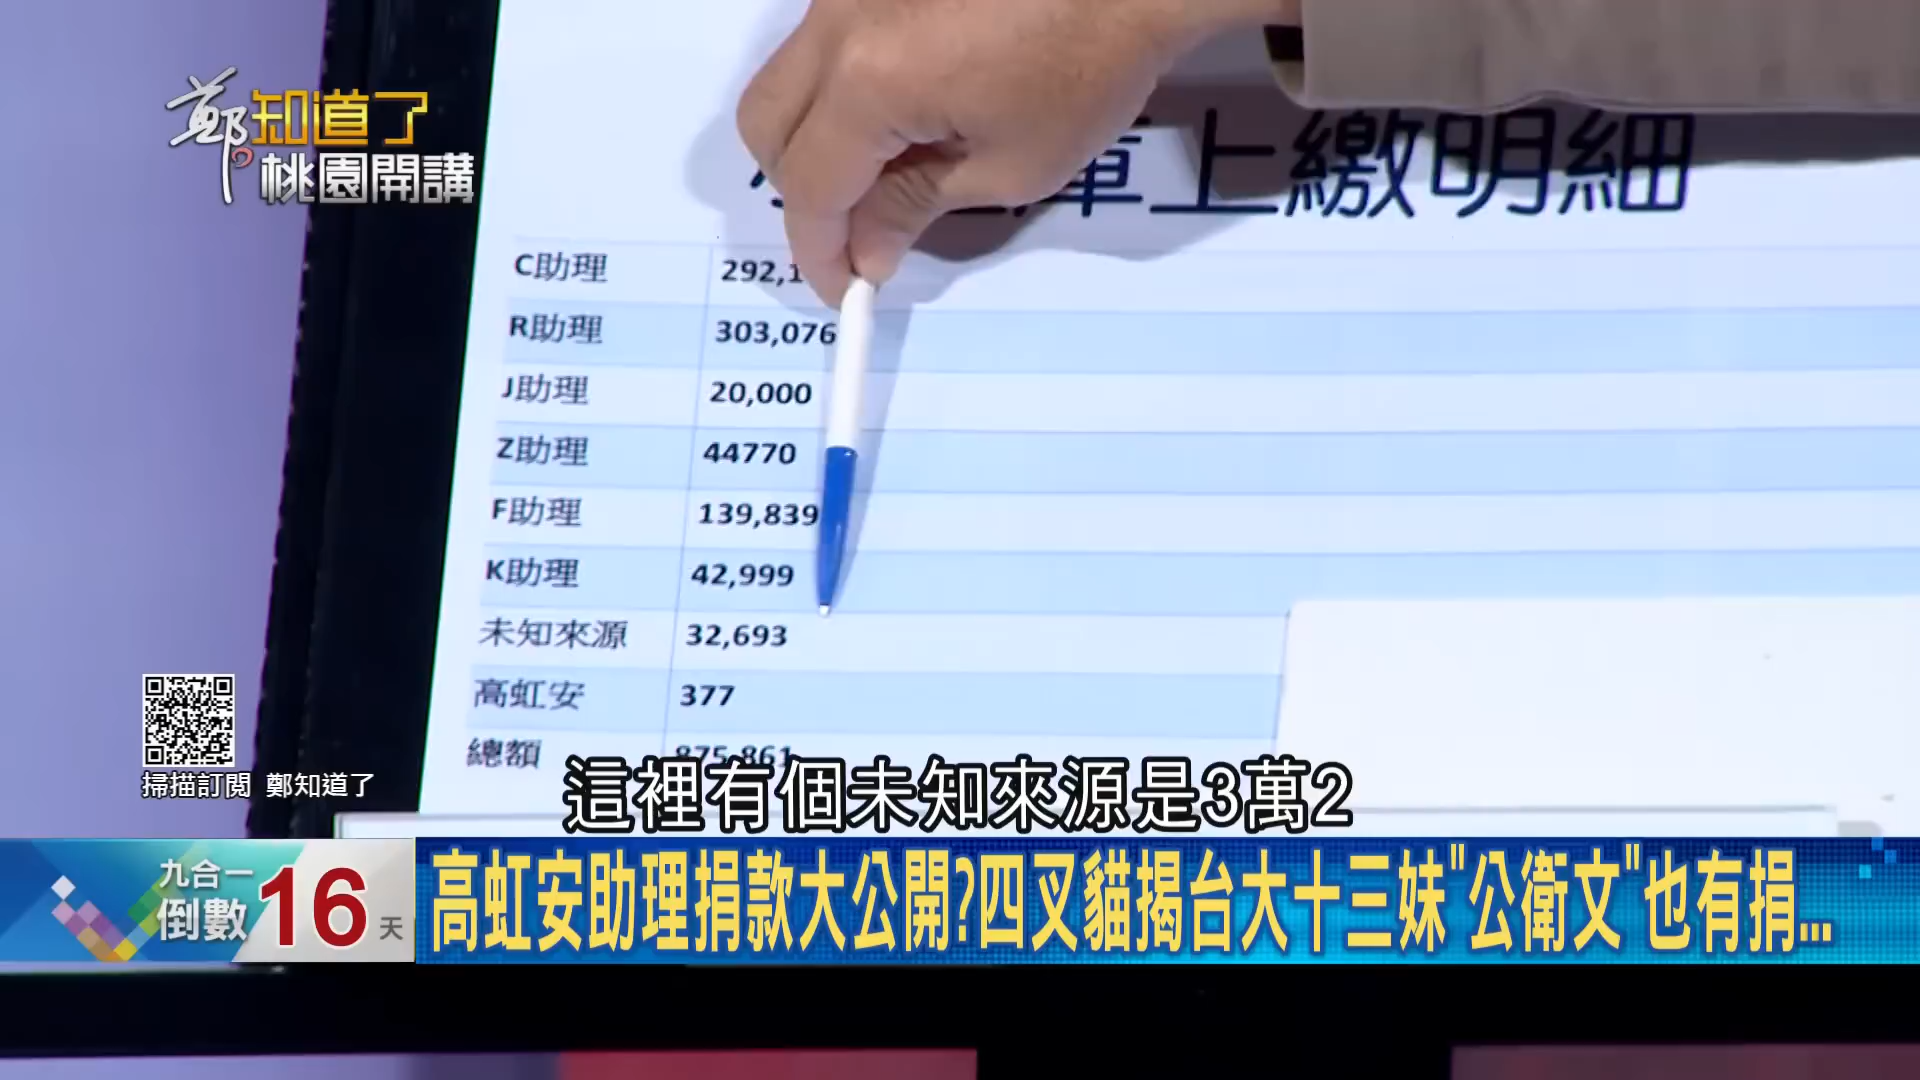 鄭知道了
桃園開講
庫上繳明細
C助理 292,1
R助理 303,076
J助理 20,000
Z助理 44770
F助理 139,839
K助理 42,999
未知來源 32,693
高虹安 377
總額 875,861
掃描訂閱 鄭知道了
這裡有個未知來源是3萬2
九合一
倒數 16 天
高虹安助理捐款大公開?四叉貓揭台大十三妹"公衛文"也有捐...